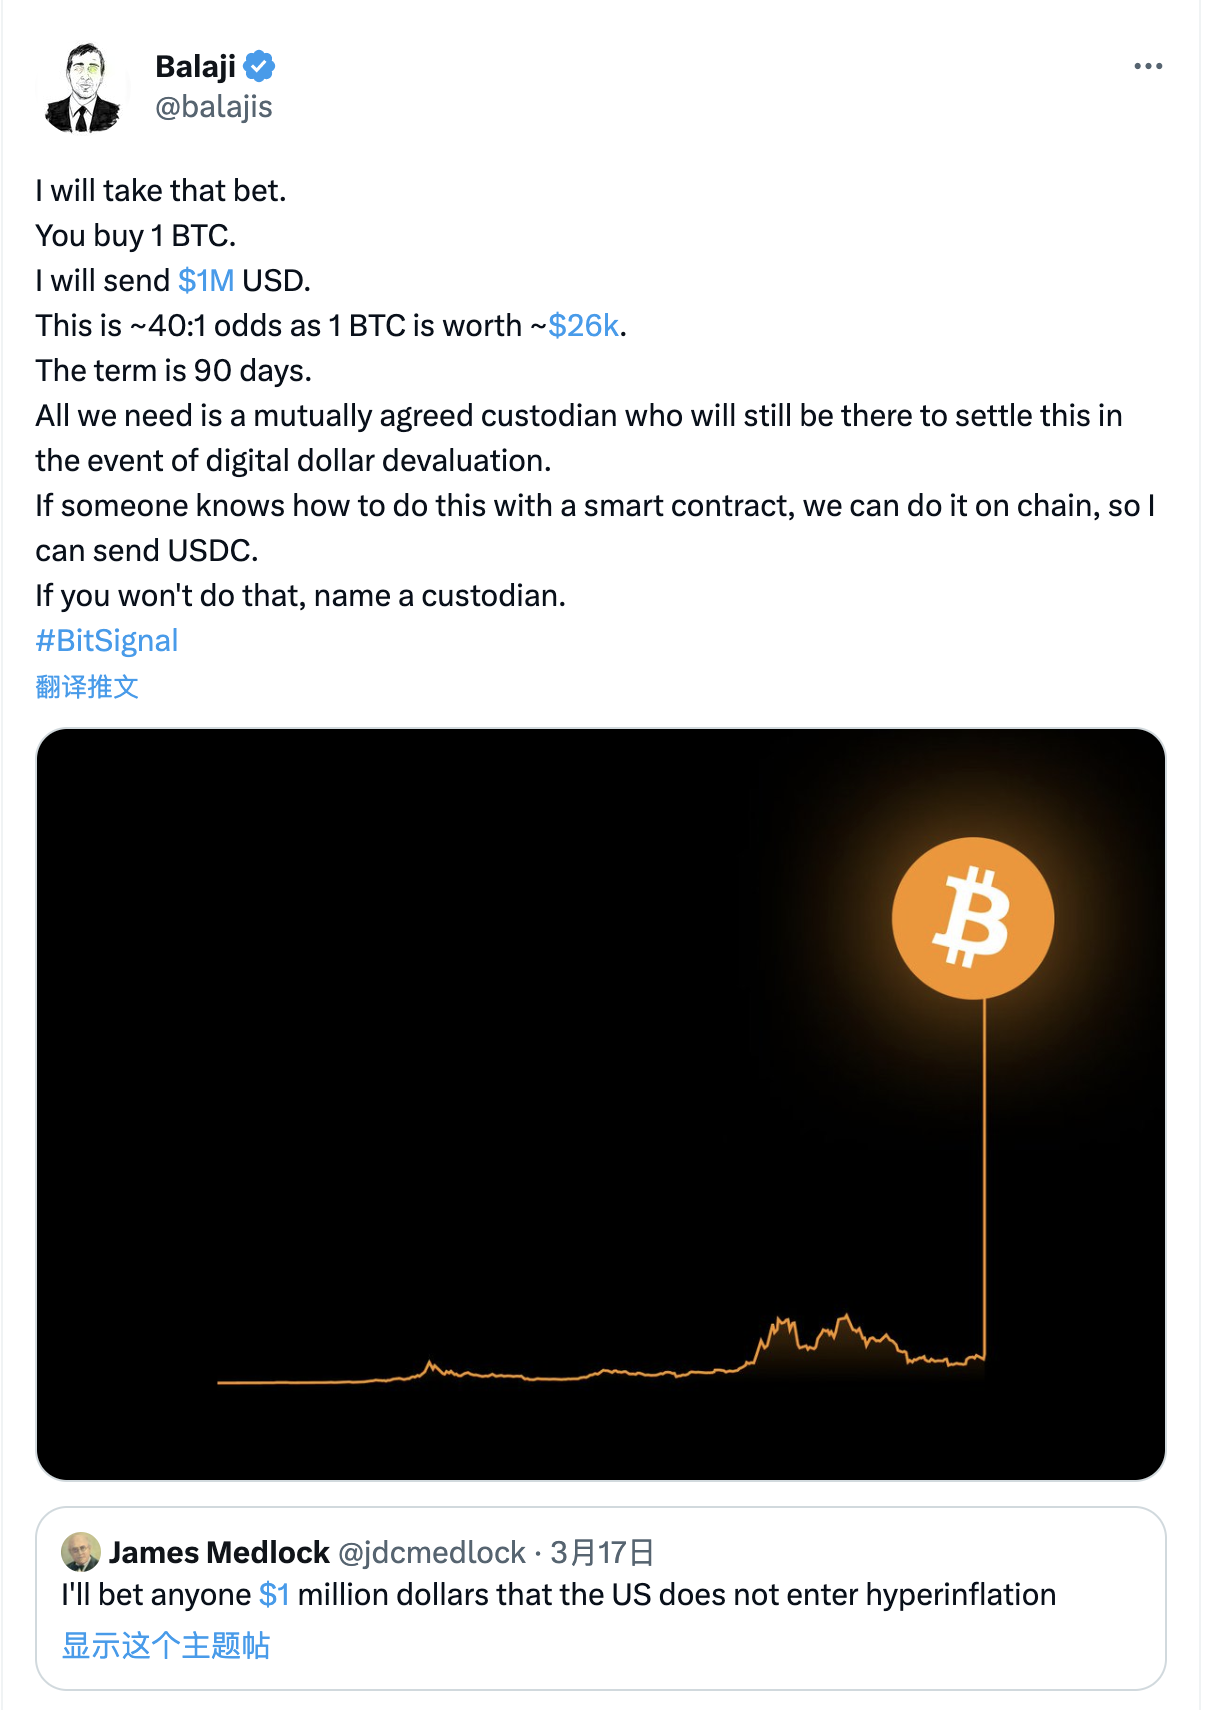 Balaji
@balajis
I will take that bet.
You buy 1 BTC.
I will send $1M USD.
This is ~40:1 odds as 1 BTC is worth ~$26k.
The term is 90 days.
All we need is a mutually agreed custodian who will still be there to settle this in
the event of digital dollar devaluation.
If someone knows how to do this with a smart contract, we can do it on chain, so I
can send USDC.
If you won't do that, name a custodian.
#BitSignal
翻译推文
James Medlock @jdcmedlock · 3月17日
I'll bet anyone $1 million dollars that the US does not enter hyperinflation
显示这个主题帖